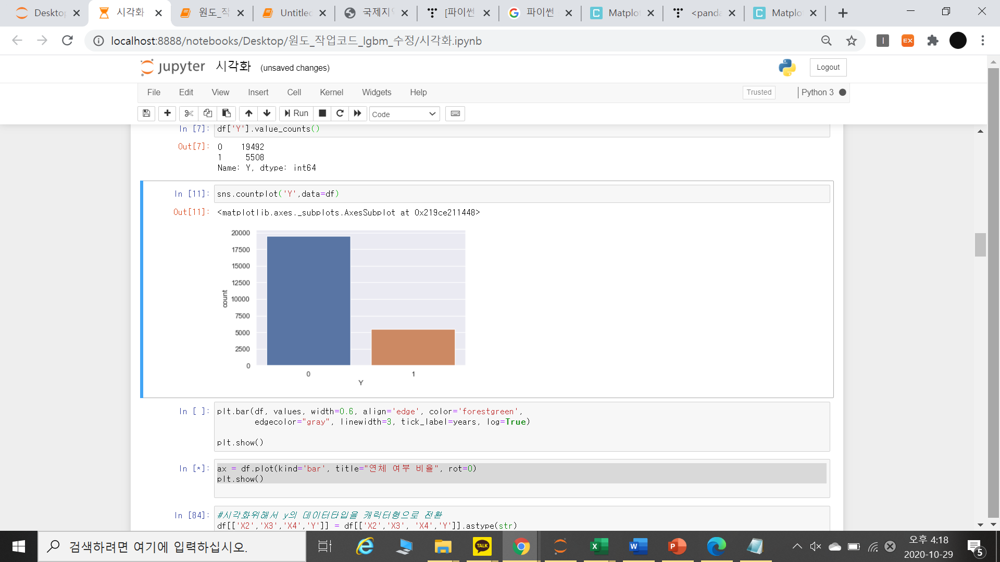 Desktop
시각화
원도_작
Untitled
국제지역
[파이썬
파이썬
Matplot
<panda
Matplot
localhost:8888/notebooks/Desktop/원도_작업코드_lgbm_수정/시각화.ipynb
EX
jupyter 시각화 (unsaved changes)
Logout
File Edit View Insert Cell Kernel Widgets Help
Trusted
Python 3
Run
Code
In [7]: df['Y'].value_counts()
Out[7]: 0 19492
1 5508
Name: Y, dtype: int64
In [11]: sns.countplot('Y',data=df)
Out[11]: <matplotlib.axes._subplots.AxesSubplot at 0x219ce211448>
20000
17500
15000
12500
10000
7500
5000
2500
0
count
0 1
Y
In [ ]: plt.bar(df, values, width=0.6, align='edge', color='forestgreen',
edgecolor="gray", linewidth=3, tick_label=years, log=True)
plt.show()
In [*]: ax = df.plot(kind='bar', title="연체 여부 비율", rot=0)
plt.show()
In [84]: #시각화위해서 y의 데이터타입을 캐릭터형으로 전환
df[['X2','X3','X4','Y']] = df[['X2','X3', 'X4','Y']].astype(str)
검색하려면 여기에 입력하십시오.
TALK
오후 4:18
2020-10-29
5